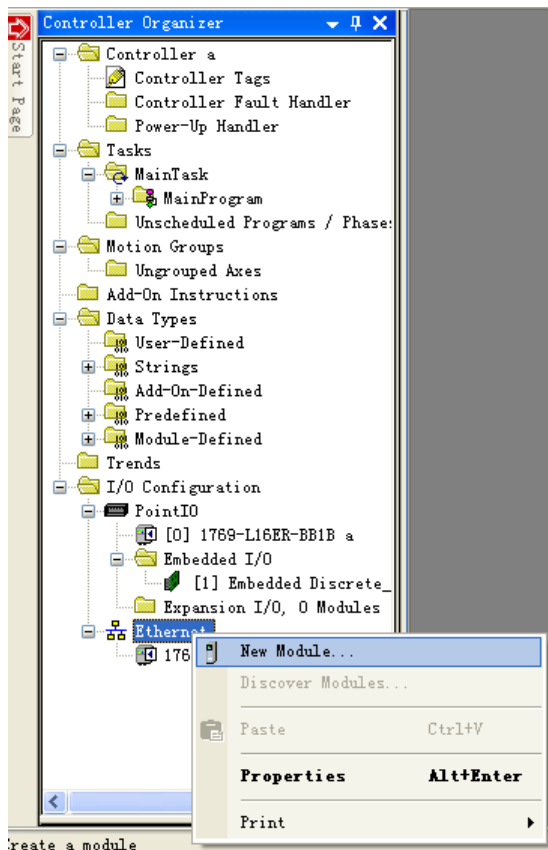 Start Page
Controller Organizer
Controller a
Controller Tags
Controller Fault Handler
Power-Up Handler
Tasks
MainTask
MainProgram
Unscheduled Programs / Phases
Motion Groups
Ungrouped Axes
Add-On Instructions
Data Types
User-Defined
Strings
Add-On-Defined
Predefined
Module-Defined
Trends
I/O Configuration
PointIO
[0] 1769-L16ER-BB1B a
Embedded I/O
[1] Embedded Discrete_
Expansion I/O, 0 Modules
Ethernet
176
New Module...
Discover Modules...
Paste Ctrl+V
Properties Alt+Enter
Print
Create a module